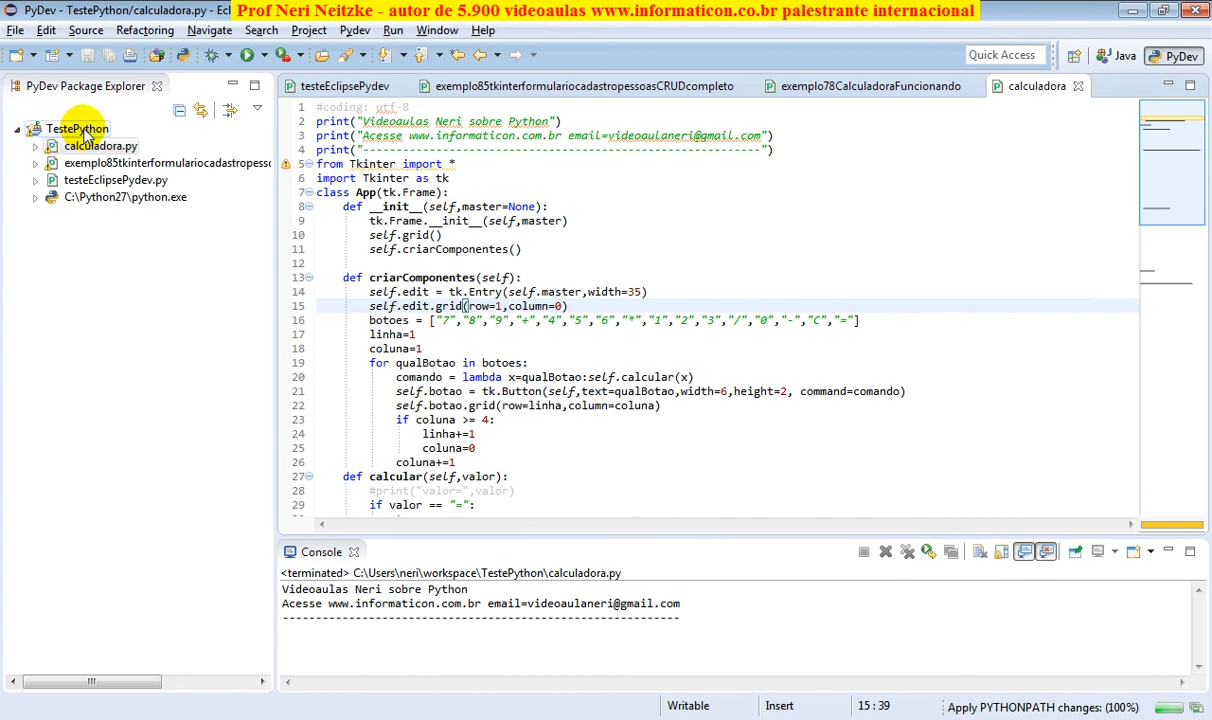 PyDev - TestePython/calculadora.py - Ecl
Prof Neri Neitzke - autor de 5.900 videoaulas www.informaticon.co.br palestrante internacional
File Edit Source Refactoring Navigate Search Project Pydev Run Window Help
Quick Access
Java
PyDev
PyDev Package Explorer
TestePython
calculadora.py
exemplo85tkinterformulariocadastropesso
testeEclipsePydev.py
C:\Python27\python.exe
testeEclipsePydev exemplo85tkinterformulariocadastropessoasCRUDcompleto exemplo78CalculadoraFuncionando calculadora
1 #coding: utf-8
2 print("Videoaulas Neri sobre Python")
3 print("Acesse www.informaticon.com.br email=videoaulaneri@gmail.com")
4 print("-----------------------------------------------------------")
5 from Tkinter import *
6 import Tkinter as tk
7 class App(tk.Frame):
8 def __init__(self,master=None):
9 tk.Frame.__init__(self,master)
10 self.grid()
11 self.criarComponentes()
12
13 def criarComponentes(self):
14 self.edit = tk.Entry(self.master,width=35)
15 self.edit.grid(row=1,column=0)
16 botoes = ["7","8","9","+","4","5","6","*","1","2","3","/","0","-","C","="]
17 linha=1
18 coluna=1
19 for qualBotao in botoes:
20 comando = lambda x=qualBotao:self.calcular(x)
21 self.botao = tk.Button(self,text=qualBotao,width=6,height=2, command=comando)
22 self.botao.grid(row=linha,column=coluna)
23 if coluna >= 4:
24 linha+=1
25 coluna=0
26 coluna+=1
27 def calcular(self,valor):
28 #print("valor=",valor)
29 if valor == "=":
Console
<terminated> C:\Users\neri\workspace\TestePython\calculadora.py
Videoaulas Neri sobre Python
Acesse www.informaticon.com.br email=videoaulaneri@gmail.com
-----------------------------------------------------------
Writable
Insert
15 : 39
Apply PYTHONPATH changes: (100%)